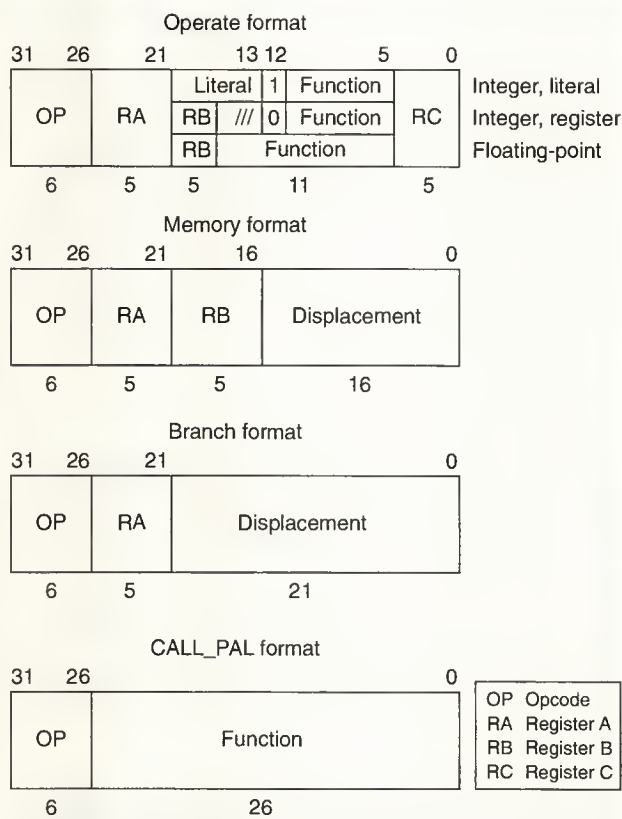 Operate format
31 26 21 13 12 5 0
Literal 1 Function Integer, literal
OP RA RB /// 0 Function RC Integer, register
RB Function Floating-point
6 5 5 11 5
Memory format
31 26 21 16 0
OP RA RB Displacement
6 5 5 16
Branch format
31 26 21 0
OP RA Displacement
6 5 21
CALL_PAL format
31 26 0
OP Function
6 26
OP Opcode
RA Register A
RB Register B
RC Register C